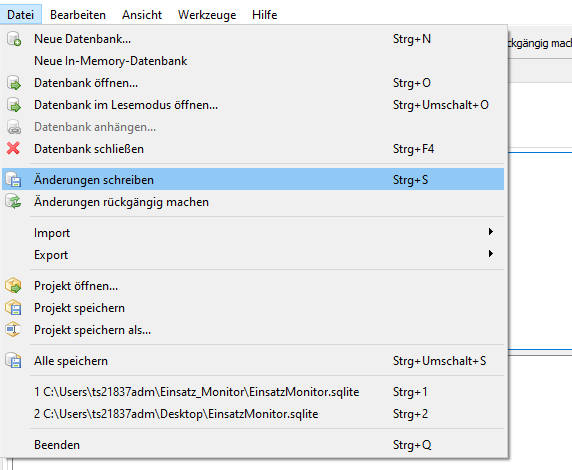 Datei Bearbeiten Ansicht Werkzeuge Hilfe
Neue Datenbank... Strg+N
Neue In-Memory-Datenbank
Datenbank öffnen... Strg+O
Datenbank im Lesemodus öffnen... Strg+Umschalt+O
Datenbank anhängen...
Datenbank schließen Strg+F4
Änderungen schreiben Strg+S
Änderungen rückgängig machen
Import
Export
Projekt öffnen...
Projekt speichern
Projekt speichern als...
Alle speichern Strg+Umschalt+S
1 C:\Users\ts21837adm\Einsatz_Monitor\EinsatzMonitor.sqlite Strg+1
2 C:\Users\ts21837adm\Desktop\EinsatzMonitor.sqlite Strg+2
Beenden Strg+Q